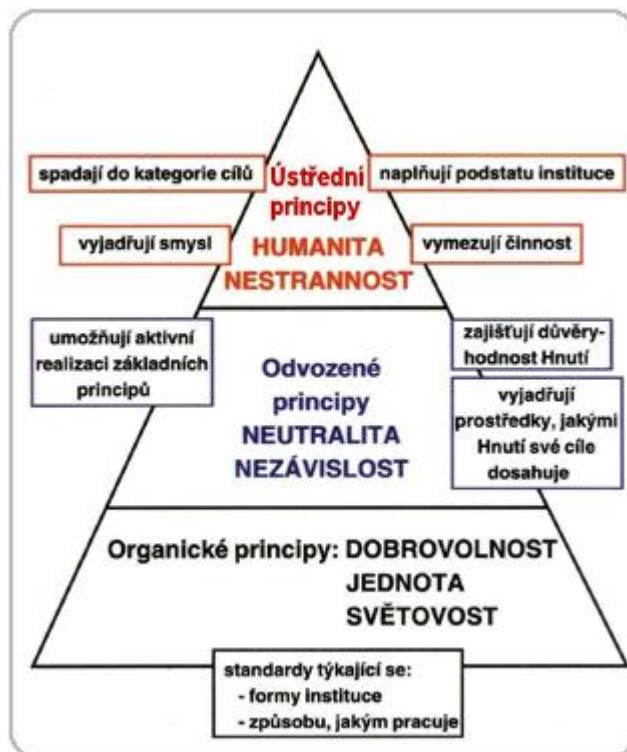 spadají do kategorie cílů
Ústřední
principy
naplňují podstatu instituce
vyjadřují smysl
HUMANITA
NESTRANNOST
vymezují činnost
umožňují aktivní
realizaci základních
principů
Odvozené
principy
NEUTRALITA
NEZÁVISLOST
zajišťují důvěry-
hodnost Hnutí
vyjadřují
prostředky, jakými
Hnutí své cíle
dosahuje
Organické principy: DOBROVOLNOST
JEDNOTA
SVĚTOVOST
standardy týkající se:
- formy instituce
- způsobu, jakým pracuje